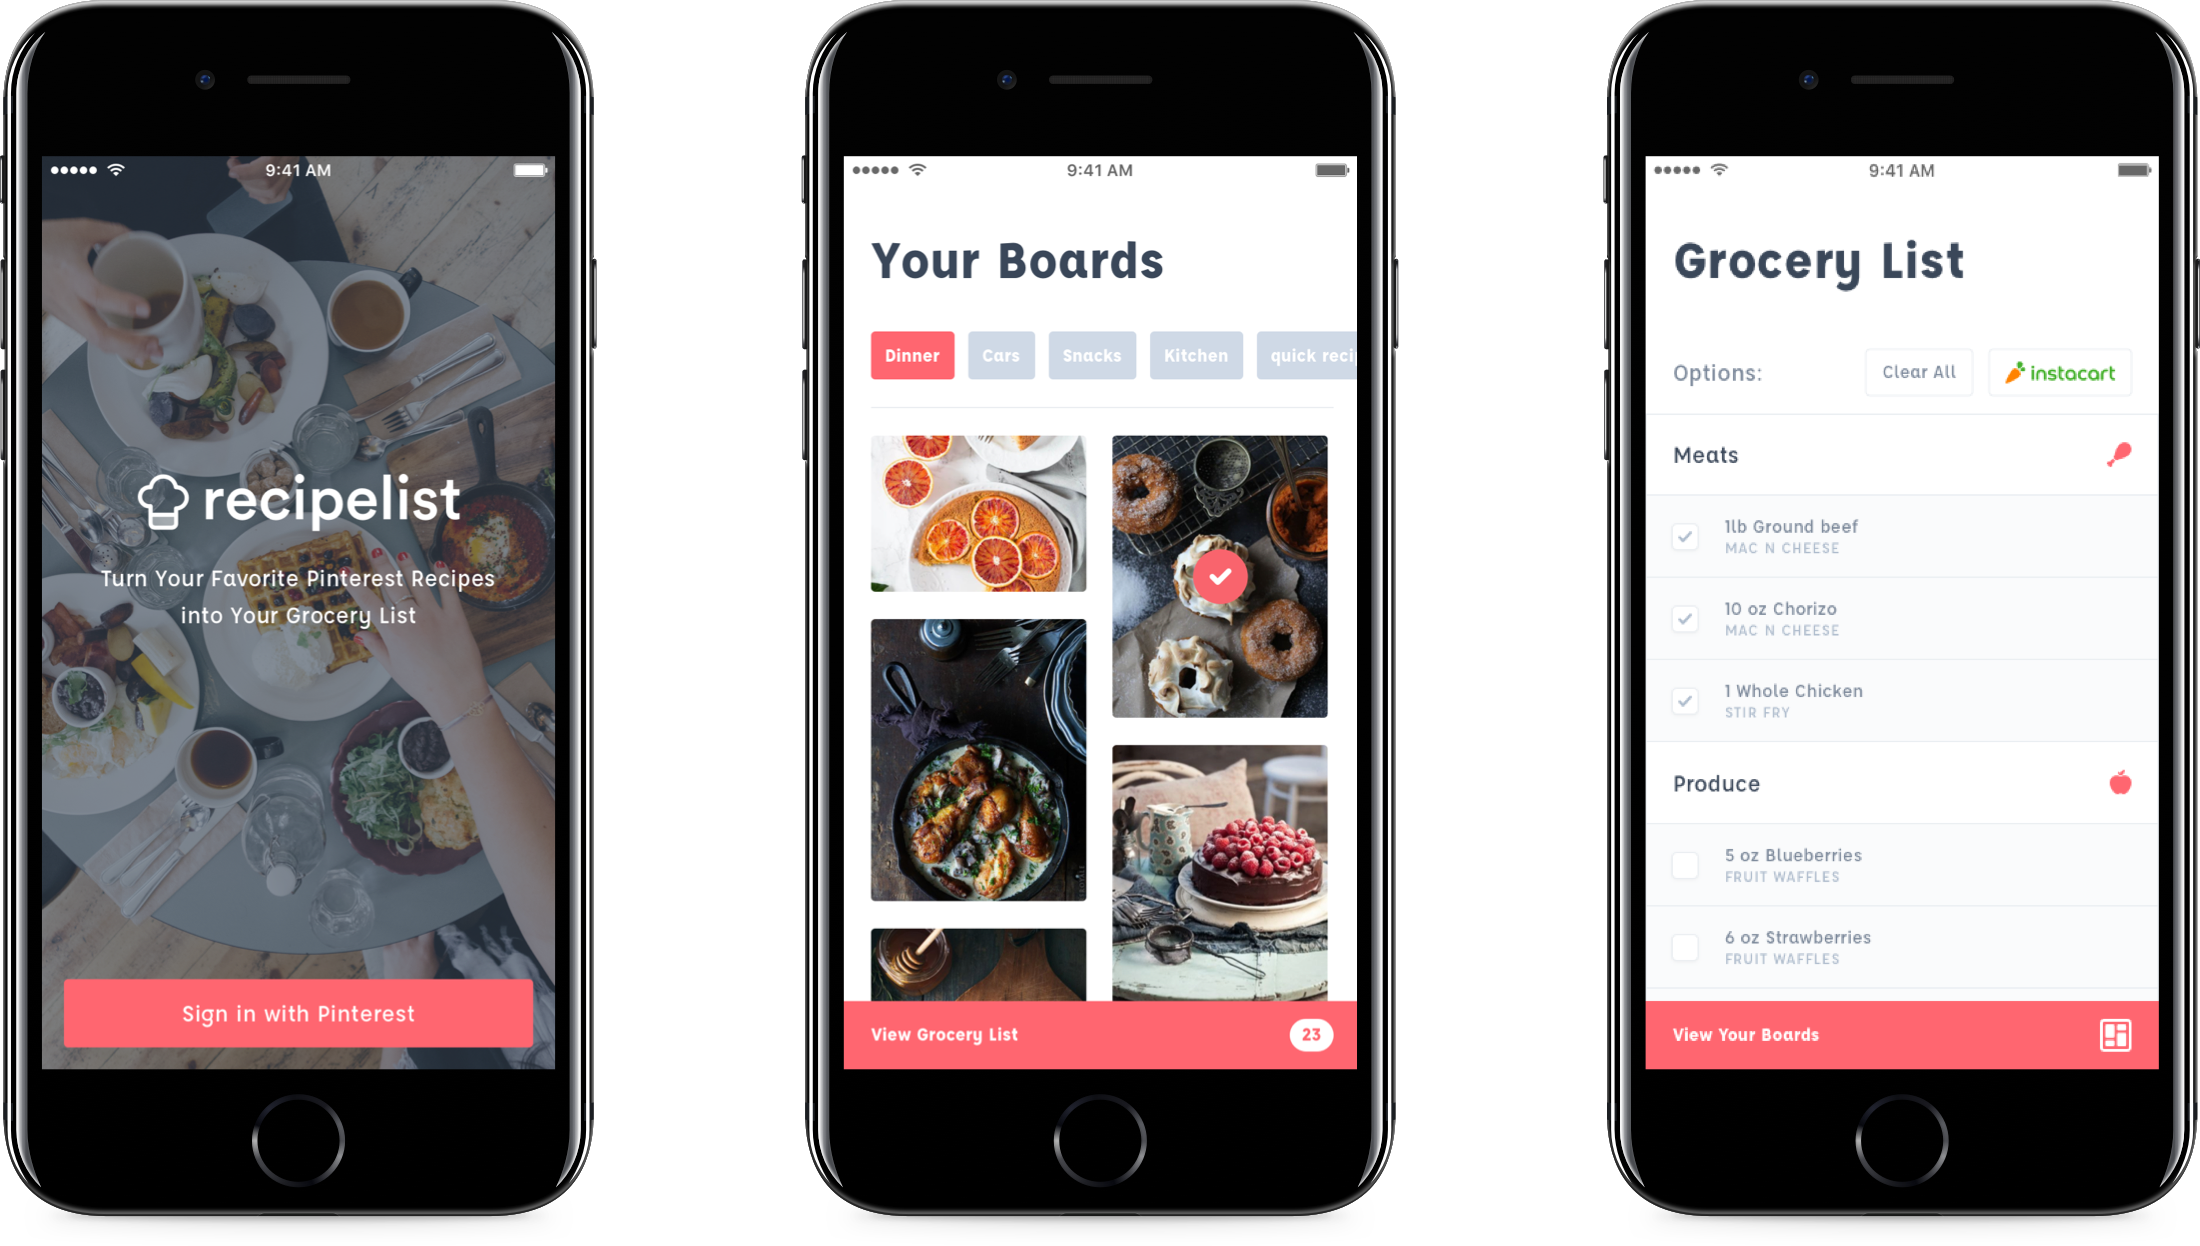 9:41 AM
recipelist
Turn Your Favorite Pinterest Recipes
into Your Grocery List
Sign in with Pinterest
9:41 AM
Your Boards
Dinner Cars Snacks Kitchen quick reci
View Grocery List 23
9:41 AM
Grocery List
Options: Clear All instacart
Meats
1lb Ground beef
MAC N CHEESE
10 oz Chorizo
MAC N CHEESE
1 Whole Chicken
STIR FRY
Produce
5 oz Blueberries
FRUIT WAFFLES
6 oz Strawberries
FRUIT WAFFLES
View Your Boards